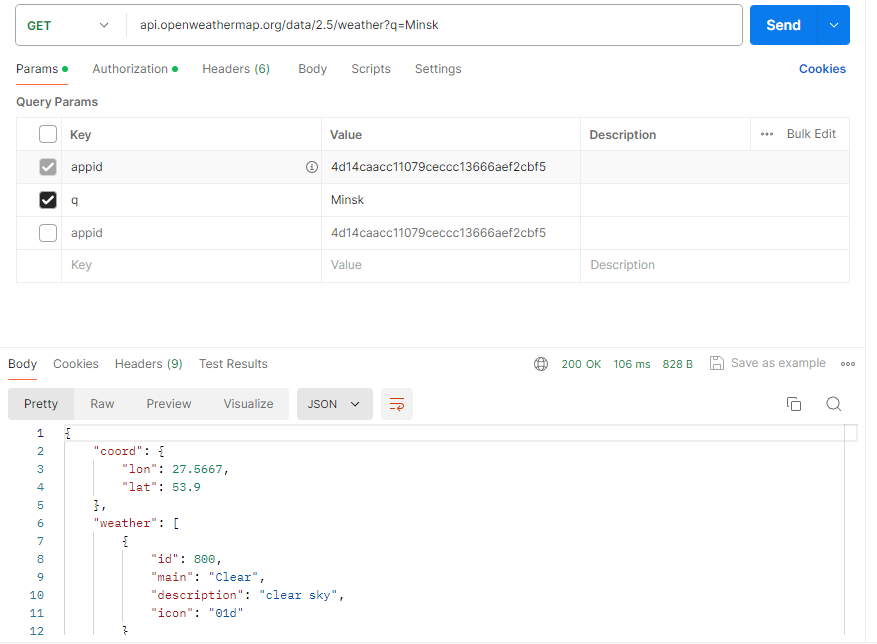 GET api.openweathermap.org/data/2.5/weather?q=Minsk Send
Params Authorization Headers (6) Body Scripts Settings Cookies
Query Params
Key Value Description Bulk Edit
appid 4d14caacc11079ceccc13666aef2cbf5
q Minsk
appid 4d14caacc11079ceccc13666aef2cbf5
Key Value Description
Body Cookies Headers (9) Test Results 200 OK 106 ms 828 B Save as example
Pretty Raw Preview Visualize JSON
1 {
2 "coord": {
3 "lon": 27.5667,
4 "lat": 53.9
5 },
6 "weather": [
7 {
8 "id": 800,
9 "main": "Clear",
10 "description": "clear sky",
11 "icon": "01d"
12 }